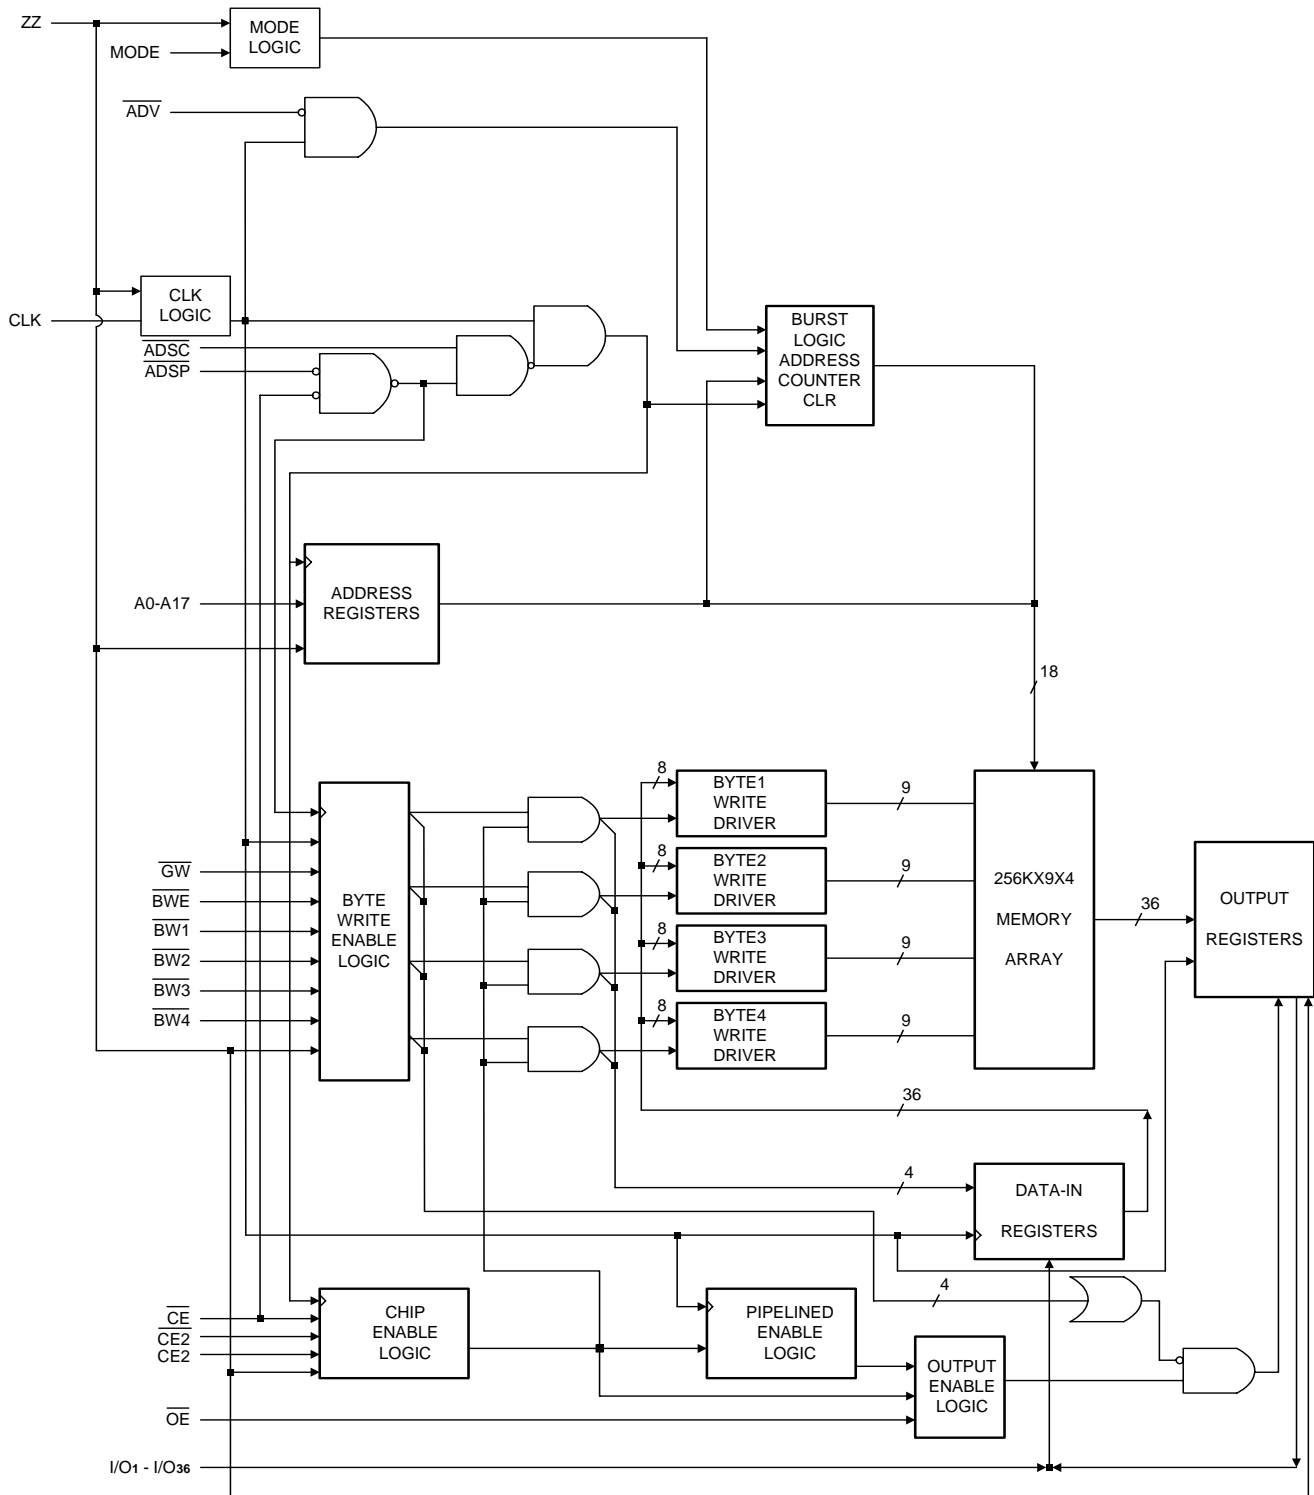 ZZ
MODE
LOGIC
MODE
ADV
CLK
LOGIC
CLK
ADSC
ADSP
BURST
LOGIC
ADDRESS
COUNTER
CLR
A0-A17
ADDRESS
REGISTERS
18
8
BYTE1
WRITE
DRIVER
9
8
BYTE2
WRITE
DRIVER
9
8
BYTE3
WRITE
DRIVER
9
8
BYTE4
WRITE
DRIVER
9
256KX9X4
MEMORY
ARRAY
36
OUTPUT
REGISTERS
GW
BWE
BW1
BW2
BW3
BW4
BYTE
WRITE
ENABLE
LOGIC
36
4
DATA-IN
REGISTERS
4
CE
CE2
CE2
CHIP
ENABLE
LOGIC
PIPELINED
ENABLE
LOGIC
OUTPUT
ENABLE
LOGIC
OE
I/O1 - I/O36